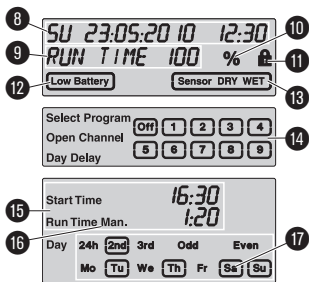 8 SU 23:05:2010 12:30 10
9 RUN TIME 100 % 11
12 Low Battery Sensor DRY WET 13
Select Program Off 1 2 3 4
Open Channel 14
Day Delay 5 6 7 8 9
15 Start Time 16:30
Run Time Man. 1:20
16 17
Day 24h 2nd 3rd Odd Even
Mo Tu We Th Fr Sa Su